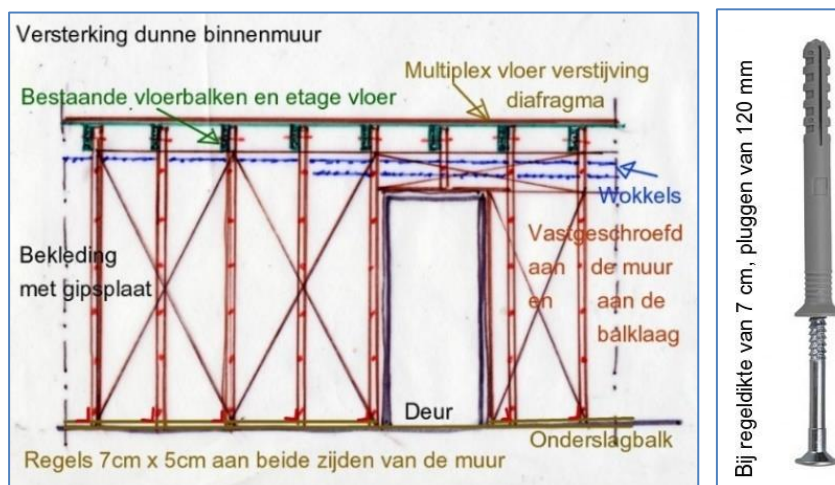 Versterking dunne binnenmuur
Multiplex vloer verstijving
diafragma
Bestaande vloerbalken en etage vloer
Wokkels
Bekleding
met gipsplaat
Vastgeschroefd
aan de muur
en aan de
balklaag
Deur
Onderslagbalk
Regels 7cm x 5cm aan beide zijden van de muur
Bij regeldikte van 7 cm, pluggen van 120 mm